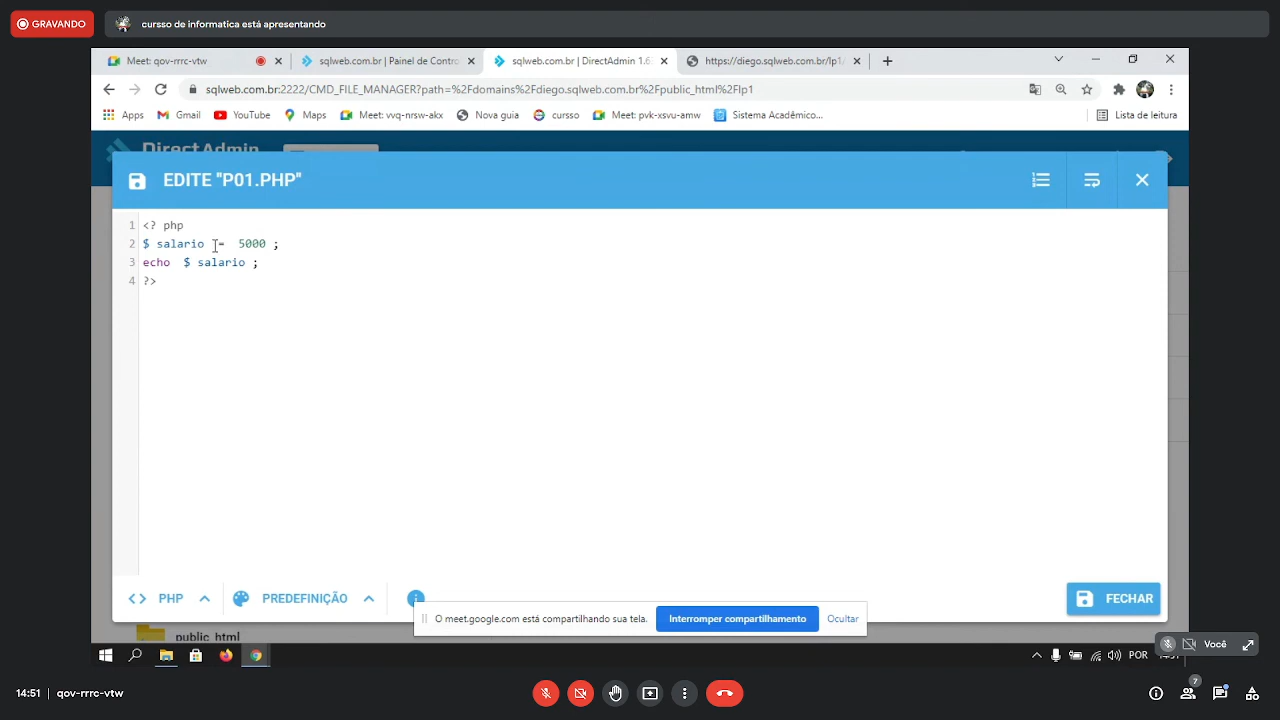 GRAVANDO
cursso de informatica está apresentando
Meet: qov-rrrc-vtw
sqlweb.com.br | Painel de Contro
sqlweb.com.br | DirectAdmin 1.6
https://diego.sqlweb.com.br/lp1/
sqlweb.com.br:2222/CMD_FILE_MANAGER?path=%2Fdomains%2Fdiego.sqlweb.com.br%2Fpublic_html%2Flp1
Apps
Gmail
YouTube
Maps
Meet: vvq-nrsw-akx
Nova guia
cursso
Meet: pvk-xsvu-amw
Sistema Acadêmico...
Lista de leitura
DirectAdmin
EDITE "P01.PHP"
1 <? php
2 $ salario = 5000 ;
3 echo $ salario ;
4 ?>
PHP
PREDEFINIÇÃO
FECHAR
O meet.google.com está compartilhando sua tela.
Interromper compartilhamento
Ocultar
public_html
POR
Você
14:51 | qov-rrrc-vtw
7